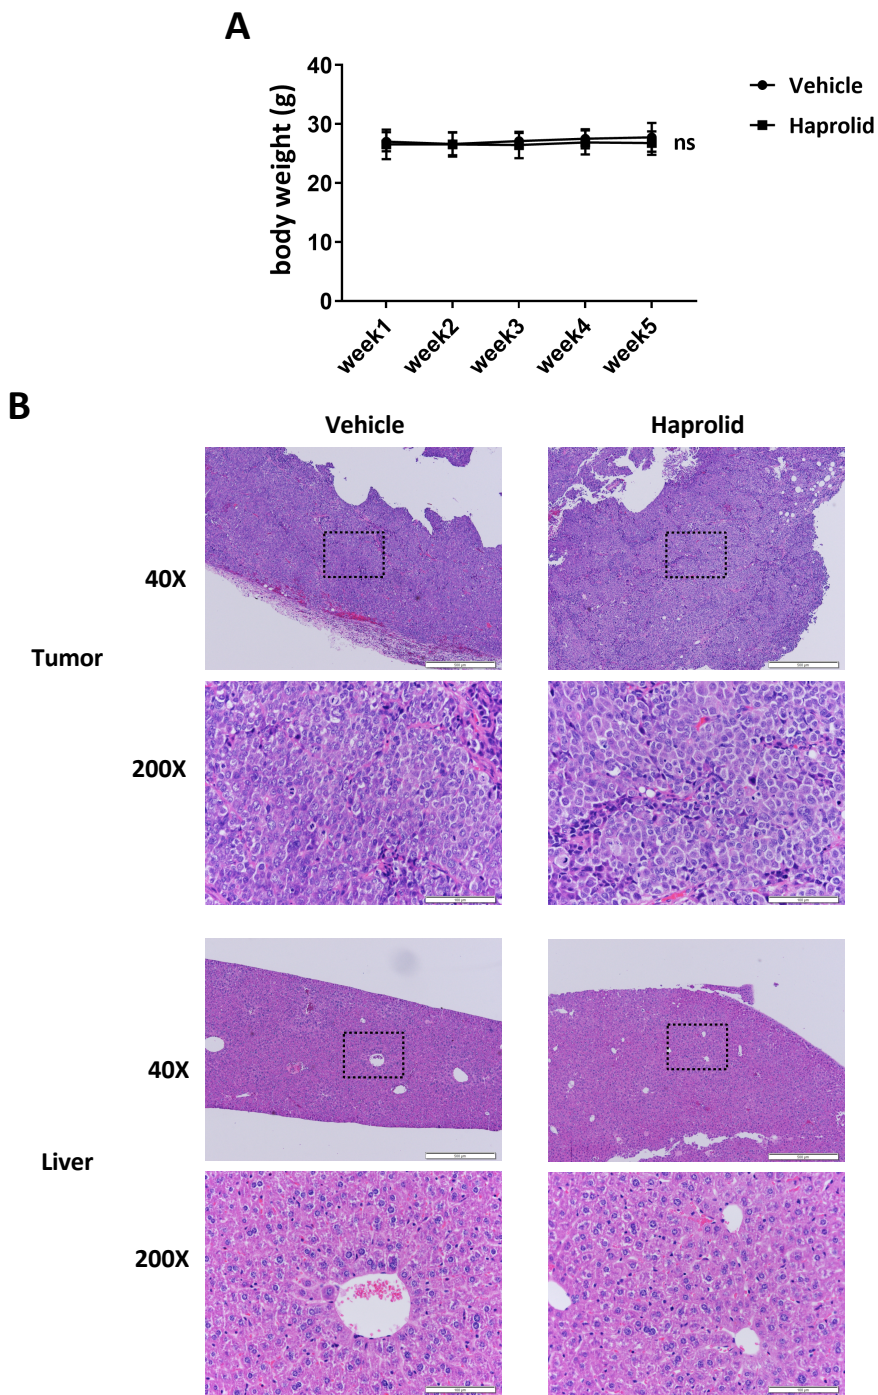 A
40
30
20
10
0
body weight (g)
week1
week2
week3
week4
week5
ns
Vehicle
Haprolid
B
Vehicle
Haprolid
Tumor
40X
200X
Liver
40X
200X